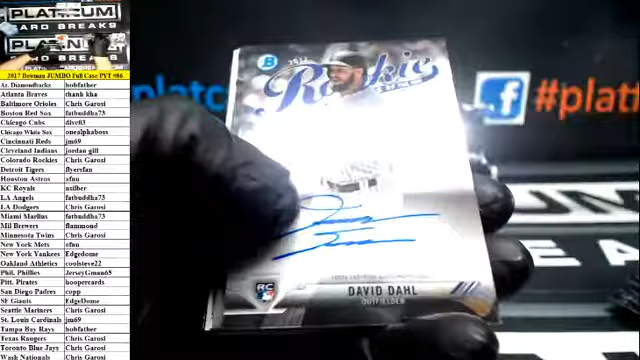 PLATINUM
CARD BREAKS
2017 Bowman JUMBO Full Case PYT #86
Az. Diamondbacks hobfather
Atlanta Braves thank kha
Baltimore Orioles Chris Garosi
Boston Red Sox fatbuddha73
Chicago Cubs dive03
Chicago White Sox onealphaboss
Cincinnati Reds jm69
Cleveland Indians jordan gill
Colorado Rockies Chris Garosi
Detroit Tigers flyersfan
Houston Astros afnu
KC Royals nsilber
LA Angels fatbuddha73
LA Dodgers Chris Garosi
Miami Marlins fatbuddha73
Mil Brewers flammond
Minnesota Twins Chris Garosi
New York Mets afnu
New York Yankees Edgedome
Oakland Athletics coolsteve22
Phil. Phillies JerseyGman65
Pitt. Pirates hoopercards
San Diego Padres copp
SF Giants EdgeDome
Seattle Mariners Chris Garosi
St. Louis Cardinals jm69
Tampa Bay Rays hobfather
Texas Rangers Chris Garosi
Toronto Blue Jays Chris Garosi
Wash Nationals Chris Garosi
B 2017
Rookie
RC
DAVID DAHL
OUTFIELDER
f #plat